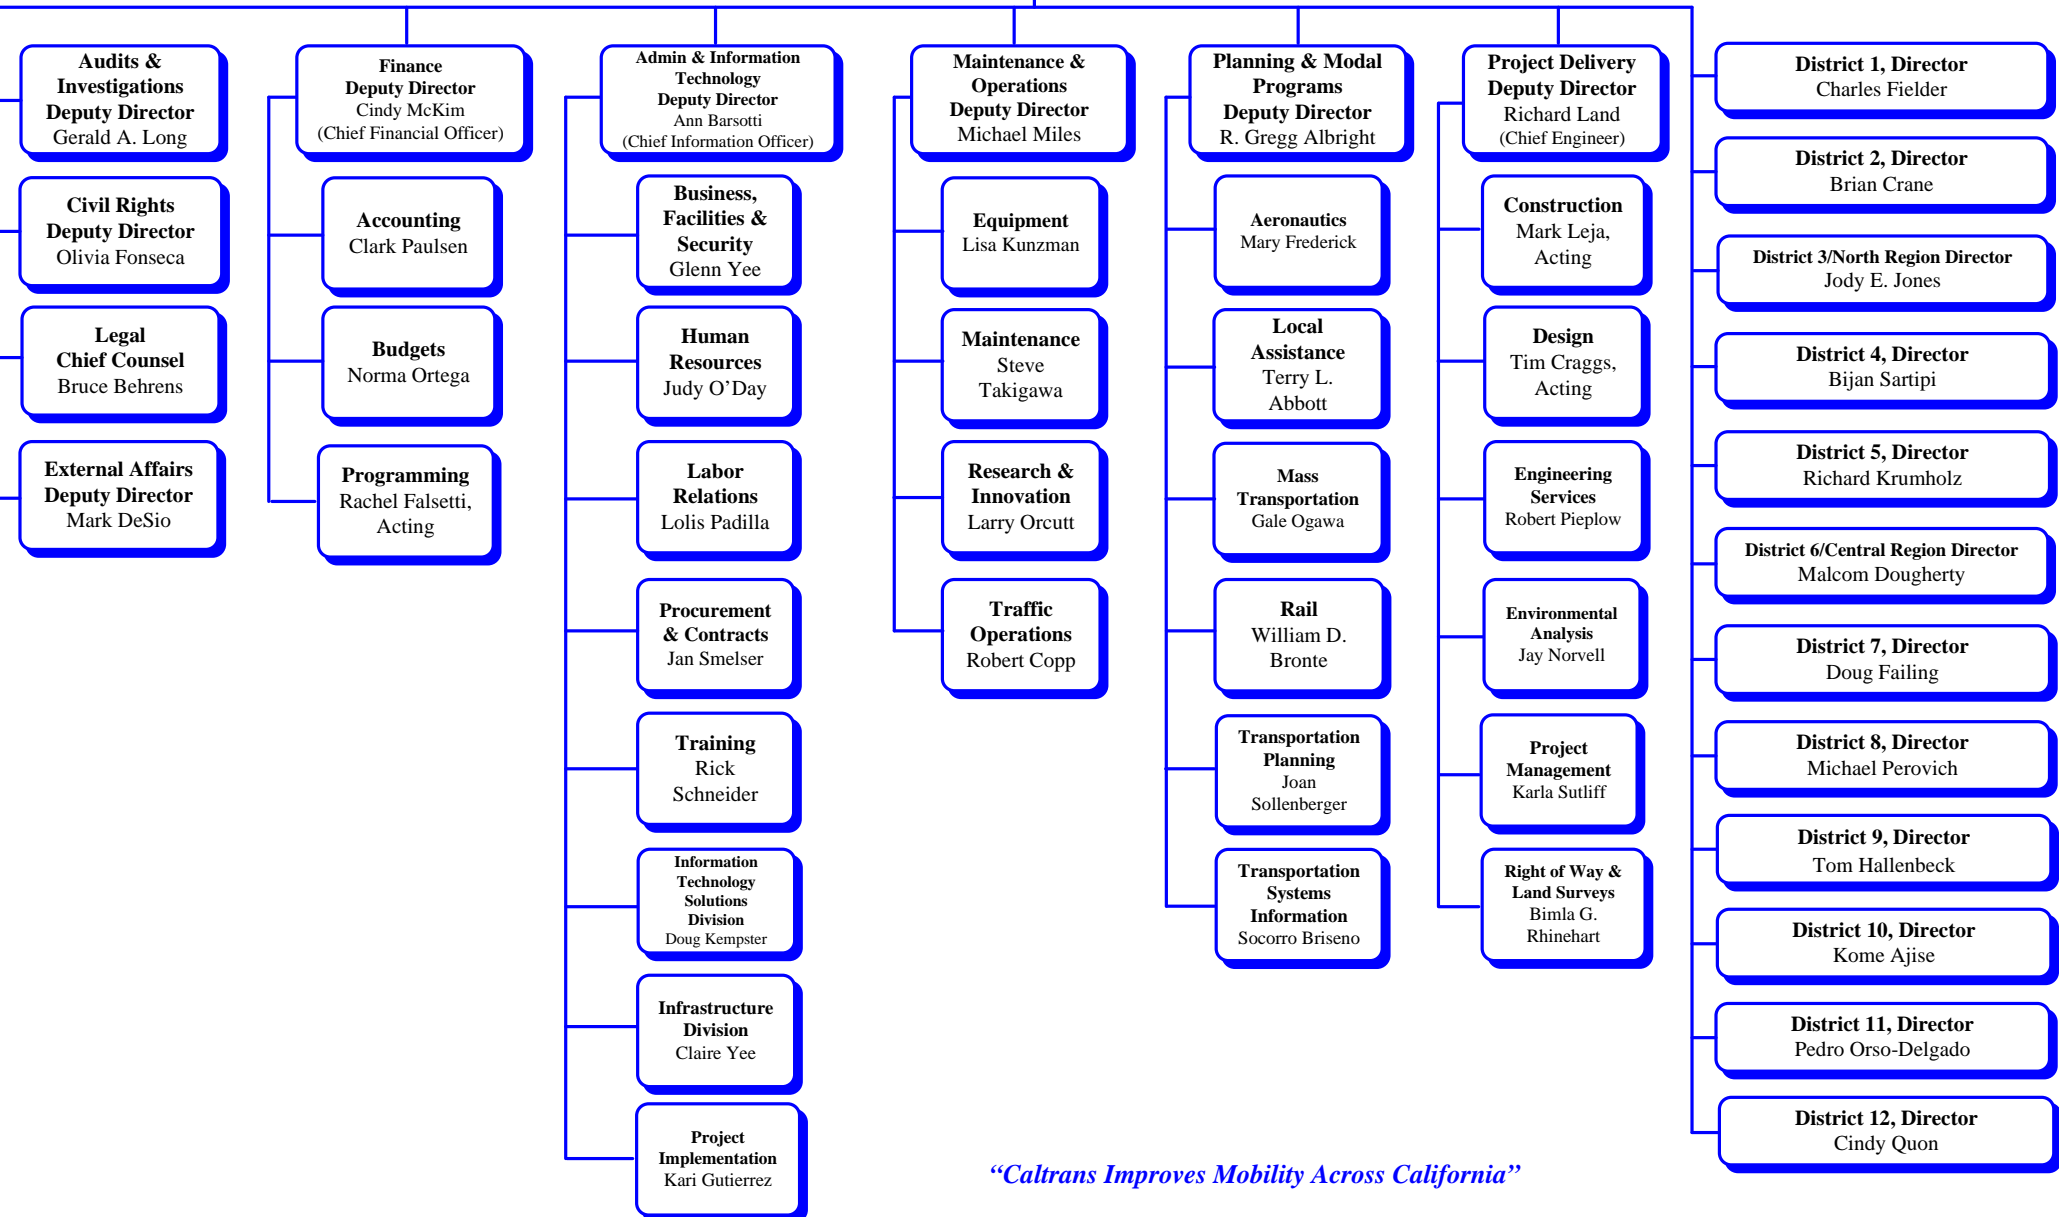 Audits &
Investigations
Deputy Director
Gerald A. Long
Civil Rights
Deputy Director
Olivia Fonseca
Legal
Chief Counsel
Bruce Behrens
External Affairs
Deputy Director
Mark DeSio
Finance
Deputy Director
Cindy McKim
(Chief Financial Officer)
Accounting
Clark Paulsen
Budgets
Norma Ortega
Programming
Rachel Falsetti,
Acting
Admin & Information
Technology
Deputy Director
Ann Barsotti
(Chief Information Officer)
Business,
Facilities &
Security
Glenn Yee
Human
Resources
Judy O’Day
Labor
Relations
Lolis Padilla
Procurement
& Contracts
Jan Smelser
Training
Rick
Schneider
Information
Technology
Solutions
Division
Doug Kempster
Infrastructure
Division
Claire Yee
Project
Implementation
Kari Gutierrez
Maintenance &
Operations
Deputy Director
Michael Miles
Equipment
Lisa Kunzman
Maintenance
Steve
Takigawa
Research &
Innovation
Larry Orcutt
Traffic
Operations
Robert Copp
Planning & Modal
Programs
Deputy Director
R. Gregg Albright
Aeronautics
Mary Frederick
Local
Assistance
Terry L.
Abbott
Mass
Transportation
Gale Ogawa
Rail
William D.
Bronte
Transportation
Planning
Joan
Sollenberger
Transportation
Systems
Information
Socorro Briseno
Project Delivery
Deputy Director
Richard Land
(Chief Engineer)
Construction
Mark Leja,
Acting
Design
Tim Craggs,
Acting
Engineering
Services
Robert Pieplow
Environmental
Analysis
Jay Norvell
Project
Management
Karla Sutliff
Right of Way &
Land Surveys
Bimla G.
Rhinehart
District 1, Director
Charles Fielder
District 2, Director
Brian Crane
District 3/North Region Director
Jody E. Jones
District 4, Director
Bijan Sartipi
District 5, Director
Richard Krumholz
District 6/Central Region Director
Malcom Dougherty
District 7, Director
Doug Failing
District 8, Director
Michael Perovich
District 9, Director
Tom Hallenbeck
District 10, Director
Kome Ajise
District 11, Director
Pedro Orso-Delgado
District 12, Director
Cindy Quon
“Caltrans Improves Mobility Across California”